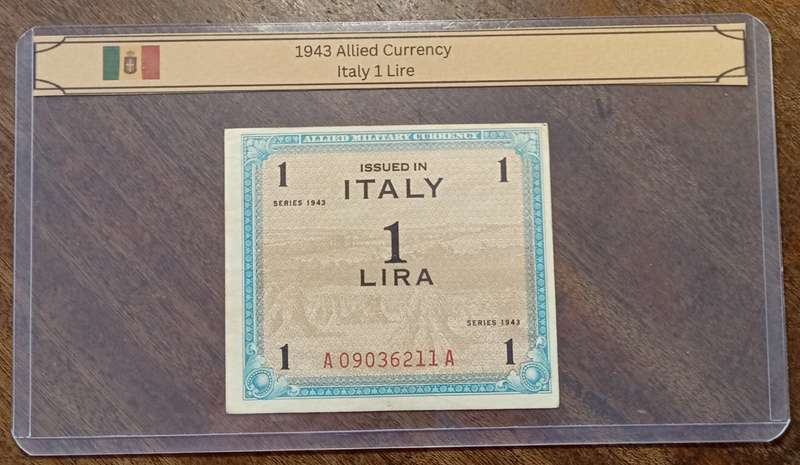 1943 Allied Currency
Italy 1 Lire
ALLIED MILITARY CURRENCY
1 1
ISSUED IN
ITALY
SERIES 1943
1
LIRA
SERIES 1943
1 A09036211A 1